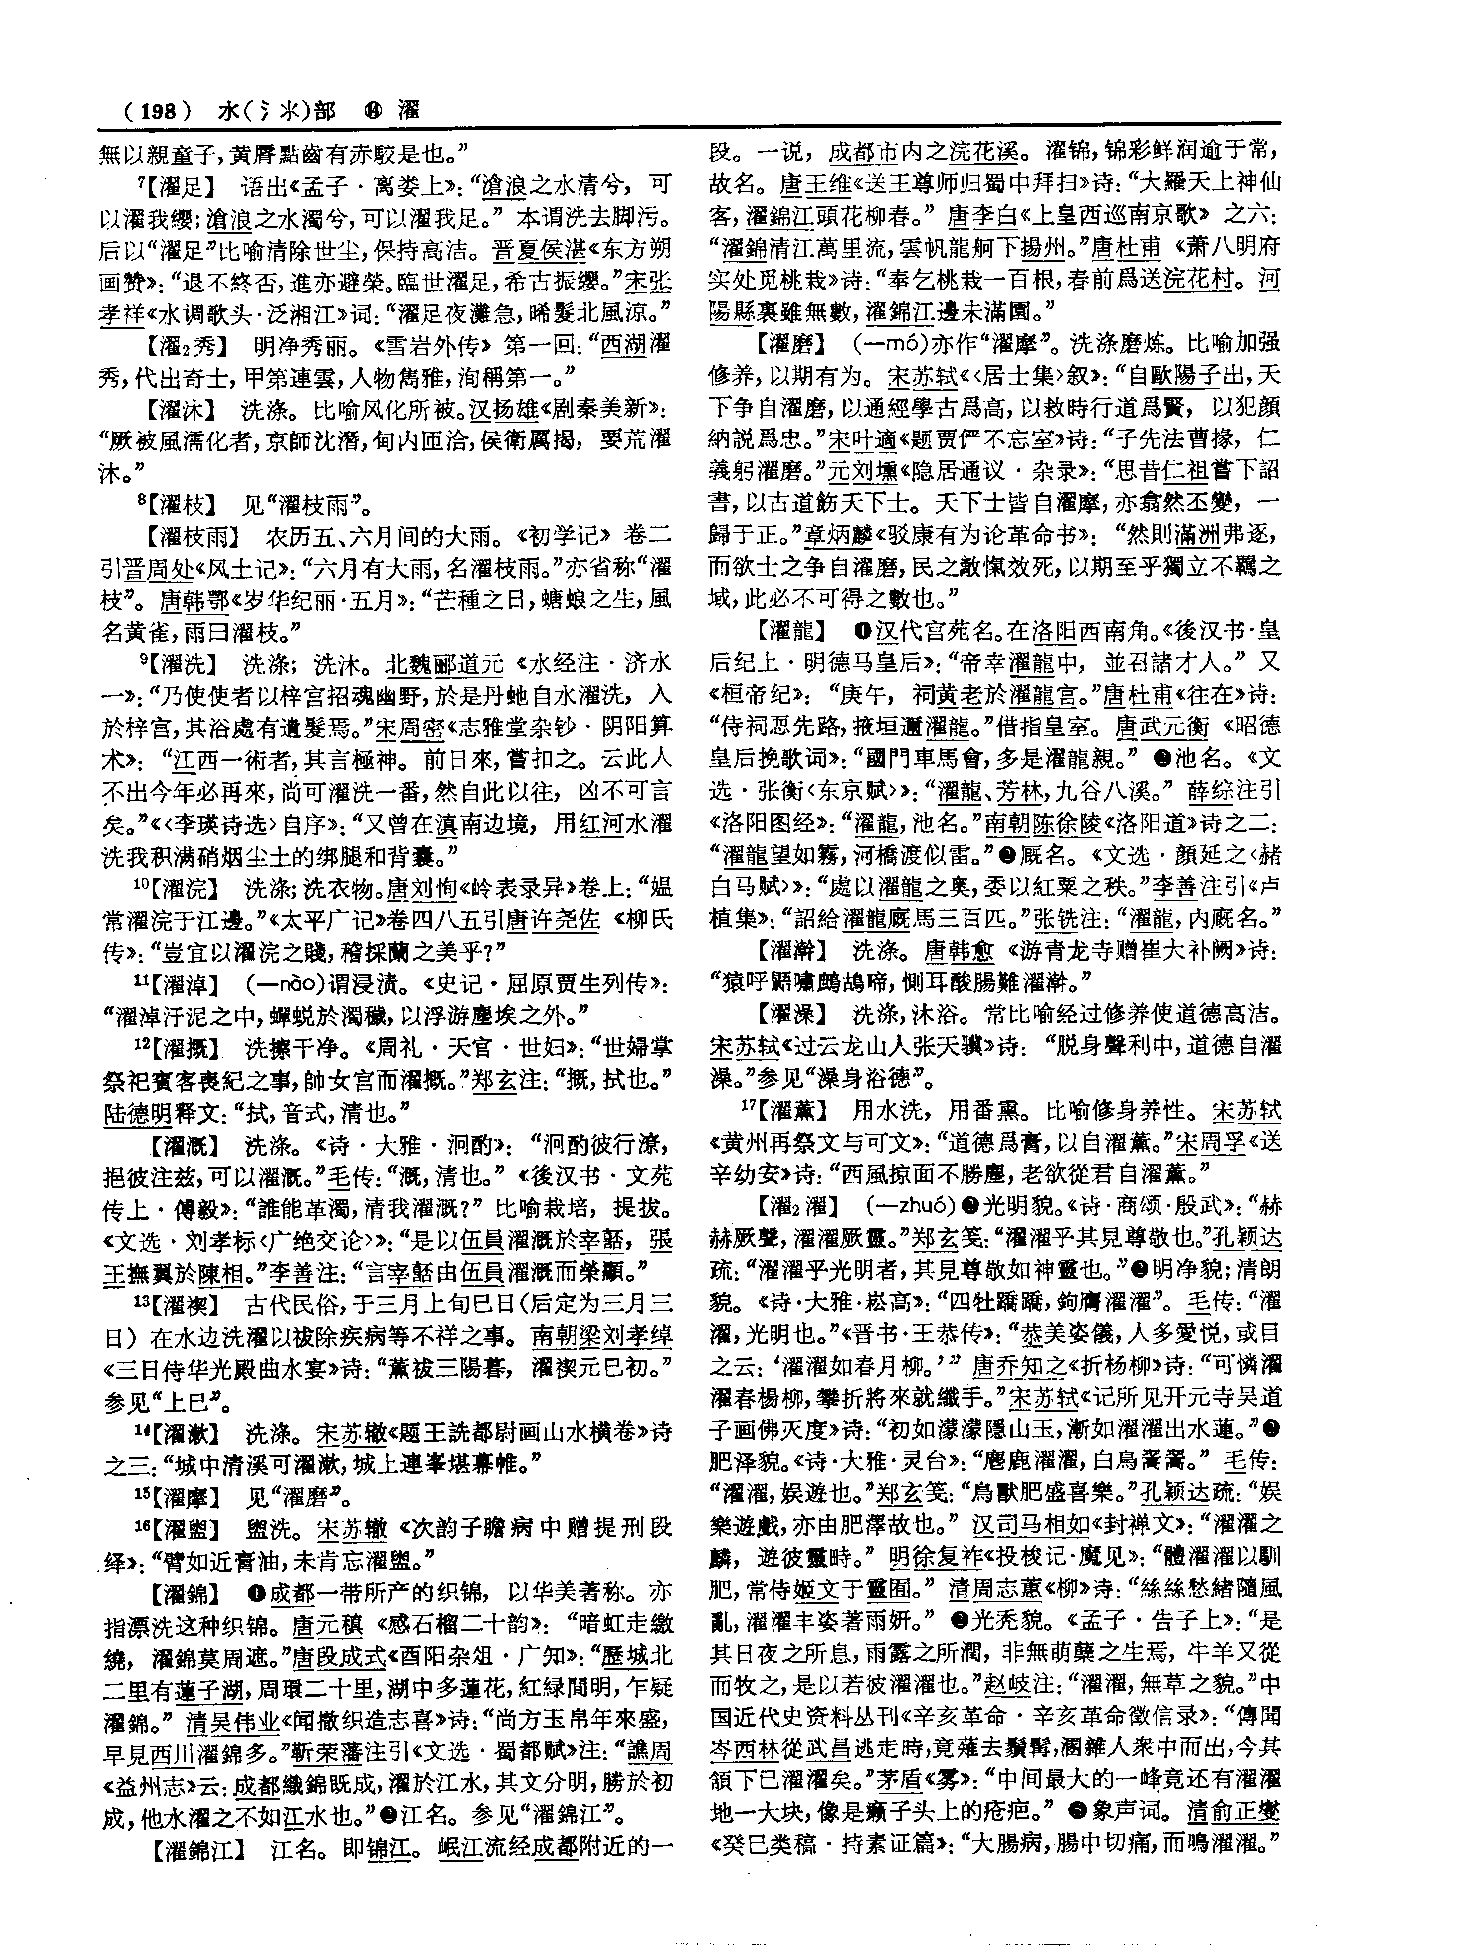 (198) 水(氵氺)部 ⑭ 濯
無以親童子,黄脣點齒有赤駮是也。”
7【濯足】 语出《孟子·离娄上》:“滄浪之水清兮,可
以濯我纓;滄浪之水濁兮,可以濯我足。”本谓洗去脚污。
后以“濯足”比喻清除世尘,保持高洁。晋夏侯湛《东方朔
画赞》:“退不終否,進亦避榮。臨世濯足,希古振纓。”宋张
孝祥《水调歌头·泛湘江》词:“濯足夜灘急,晞髮北風涼。”
【濯2秀】 明净秀丽。《雪岩外传》第一回:“西湖濯
秀,代出奇士,甲第連雲,人物雋雅,洵稱第一。”
【濯沐】 洗涤。比喻风化所被。汉扬雄《剧秦美新》:
“厥被風濡化者,京師沈潛,甸内匝洽,侯衛厲揭,要荒濯
沐。”
8【濯枝】 见“濯枝雨”。
【濯枝雨】 农历五、六月间的大雨。《初学记》卷二
引晋周处《风土记》:“六月有大雨,名濯枝雨。”亦省称“濯
枝”。唐韩鄂《岁华纪丽·五月》:“芒種之日,螗蜋之生,風
名黄雀,雨曰濯枝。”
9【濯洗】 洗涤;洗沐。北魏郦道元《水经注·济水
一》:“乃使使者以梓宫招魂幽野,於是丹虵自水濯洗,入
於梓宫,其浴處有遺髮焉。”宋周密《志雅堂杂钞·阴阳算
术》:“江西一術者,其言極神。前日來,嘗扣之。云此人
不出今年必再來,尚可濯洗一番,然自此以往,凶不可言
矣。”《〈李瑛诗选〉自序》:“又曾在滇南边境,用红河水濯
洗我积满硝烟尘土的绑腿和背囊。”
10【濯浣】 洗涤;洗衣物。唐刘恂《岭表录异》卷上:“媪
常濯浣于江邊。”《太平广记》卷四八五引唐许尧佐《柳氏
传》:“豈宜以濯浣之賤,稽採蘭之美乎?”
11【濯淖】 (—nào)谓浸渍。《史记·屈原贾生列传》:
“濯淖汙泥之中,蟬蜕於濁穢,以浮游塵埃之外。”
12【濯摡】 洗擦干净。《周礼·天官·世妇》:“世婦掌
祭祀賓客喪紀之事,帥女宫而濯摡。”郑玄注:“摡,拭也。”
陆德明释文:“拭,音式,清也。”
【濯溉】 洗涤。《诗·大雅·泂酌》:“泂酌彼行潦,
挹彼注兹,可以濯溉。”毛传:“溉,清也。”《後汉书·文苑
传上·傅毅》:“誰能革濁,清我濯溉?”比喻栽培,提拔。
《文选·刘孝标〈广绝交论〉》:“是以伍員濯溉於宰嚭,張
王撫翼於陳相。”李善注:“言宰嚭由伍員濯溉而榮顯。”
13【濯禊】 古代民俗,于三月上旬巳日(后定为三月三
日)在水边洗濯以祓除疾病等不祥之事。南朝梁刘孝绰
《三日侍华光殿曲水宴》诗:“薰祓三陽暮,濯禊元巳初。”
参见“上巳”。
14【濯漱】 洗涤。宋苏辙《题王詵都尉画山水横卷》诗
之三:“城中清溪可濯漱,城上連峯堪幕帷。”
15【濯摩】 见“濯磨”。
16【濯盥】 盥洗。宋苏辙《次韵子瞻病中赠提刑段
绎》:“臂如近膏油,未肯忘濯盥。”
【濯錦】 ❶成都一带所产的织锦,以华美著称。亦
指漂洗这种织锦。唐元稹《感石榴二十韵》:“暗虹走繳
繞,濯錦莫周遮。”唐段成式《酉阳杂俎·广知》:“歷城北
二里有蓮子湖,周環二十里,湖中多蓮花,紅緑間明,乍疑
濯錦。”清吴伟业《闻撤织造志喜》诗:“尚方玉帛年來盛,
早見西川濯錦多。”靳荣藩注引《文选·蜀都赋》注:“譙周
《益州志》云:成都織錦既成,濯於江水,其文分明,勝於初
成,他水濯之不如江水也。”❷江名。参见“濯錦江”。
【濯錦江】 江名。即锦江。岷江流经成都附近的一
段。一说,成都市内之浣花溪。濯锦,锦彩鲜润逾于常,
故名。唐王维《送王尊师归蜀中拜扫》诗:“大羅天上神仙
客,濯錦江頭花柳春。”唐李白《上皇西巡南京歌》之六:
“濯錦清江萬里流,雲帆龍舸下揚州。”唐杜甫《萧八明府
实处觅桃栽》诗:“奉乞桃栽一百根,春前爲送浣花村。河
陽縣裏雖無數,濯錦江邊未滿園。”
【濯磨】 (—mó)亦作“濯摩”。洗涤磨炼。比喻加强
修养,以期有为。宋苏轼《〈居士集〉叙》:“自歐陽子出,天
下争自濯磨,以通經學古爲高,以救時行道爲賢,以犯顔
納説爲忠。”宋叶適《题贾俨不忘室》诗:“子先法曹掾,仁
義躬濯磨。”元刘壎《隐居通议·杂录》:“思昔仁祖嘗下詔
書,以古道飭天下士。天下士皆自濯摩,亦翕然丕變,一
歸于正。”章炳麟《驳康有为论革命书》:“然則滿洲弗逐,
而欲士之争自濯磨,民之敵愾效死,以期至乎獨立不羈之
域,此必不可得之數也。”
【濯龍】 ❶汉代宫苑名。在洛阳西南角。《後汉书·皇
后纪上·明德马皇后》:“帝幸濯龍中,並召諸才人。”又
《桓帝纪》:“庚午,祠黄老於濯龍宫。”唐杜甫《往在》诗:
“侍祠恧先路,掖垣邇濯龍。”借指皇室。唐武元衡《昭德
皇后挽歌词》:“國門車馬會,多是濯龍親。”❷池名。《文
选·张衡〈东京赋〉》:“濯龍、芳林,九谷八溪。”薛综注引
《洛阳图经》:“濯龍,池名。”南朝陈徐陵《洛阳道》诗之二:
“濯龍望如霧,河橋渡似雷。”❸厩名。《文选·颜延之〈赭
白马赋〉》:“處以濯龍之奥,委以紅粟之秩。”李善注引《卢
植集》:“詔給濯龍廐馬三百匹。”张铣注:“濯龍,内廐名。”
【濯澣】 洗涤。唐韩愈《游青龙寺赠崔大补阙》诗:
“猿呼鼯嘯鷓鴣啼,惻耳酸腸難濯澣。”
【濯澡】 洗涤,沐浴。常比喻经过修养使道德高洁。
宋苏轼《过云龙山人张天骥》诗:“脱身聲利中,道德自濯
澡。”参见“澡身浴德”。
17【濯薰】 用水洗,用香熏。比喻修身养性。宋苏轼
《黄州再祭文与可文》:“道德爲膏,以自濯薰。”宋周孚《送
辛幼安》诗:“西風掠面不勝塵,老欲從君自濯薰。”
【濯2濯】 (—zhuó)❶光明貌。《诗·商颂·殷武》:“赫
赫厥聲,濯濯厥靈。”郑玄笺:“濯濯乎其見尊敬也。”孔颖达
疏:“濯濯乎光明者,其見尊敬如神靈也。”❷明净貌;清朗
貌。《诗·大雅·崧高》:“四牡蹻蹻,鉤膺濯濯”。毛传:“濯
濯,光明也。”《晋书·王恭传》:“恭美姿儀,人多愛悦,或目
之云:‘濯濯如春月柳。’”唐乔知之《折杨柳》诗:“可憐濯
濯春楊柳,攀折將來就纖手。”宋苏轼《记所见开元寺吴道
子画佛灭度》诗:“初如濛濛隱山玉,漸如濯濯出水蓮。”❸
肥泽貌。《诗·大雅·灵台》:“麀鹿濯濯,白鳥翯翯。”毛传:
“濯濯,娱遊也。”郑玄笺:“鳥獸肥盛喜樂。”孔颖达疏:“娱
樂遊戲,亦由肥澤故也。”汉司马相如《封禅文》:“濯濯之
麟,遊彼靈畤。”明徐复祚《投梭记·魔见》:“體濯濯以馴
肥,常侍姬文于靈囿。”清周志蕙《柳》诗:“絲絲愁緒隨風
亂,濯濯丰姿著雨妍。”❹光秃貌。《孟子·告子上》:“是
其日夜之所息,雨露之所潤,非無萌蘖之生焉,牛羊又從
而牧之,是以若彼濯濯也。”赵岐注:“濯濯,無草之貌。”中
国近代史资料丛刊《辛亥革命·辛亥革命徵信录》:“傳聞
岑西林從武昌逃走時,竟薙去鬚髯,溷雜人衆中而出,今其
頷下已濯濯矣。”茅盾《雾》:“中间最大的一峰竟还有濯濯
地一大块,像是癞子头上的疮疤。”❺象声词。清俞正燮
《癸巳类稿·持素证篇》:“大腸病,腸中切痛,而鳴濯濯。”